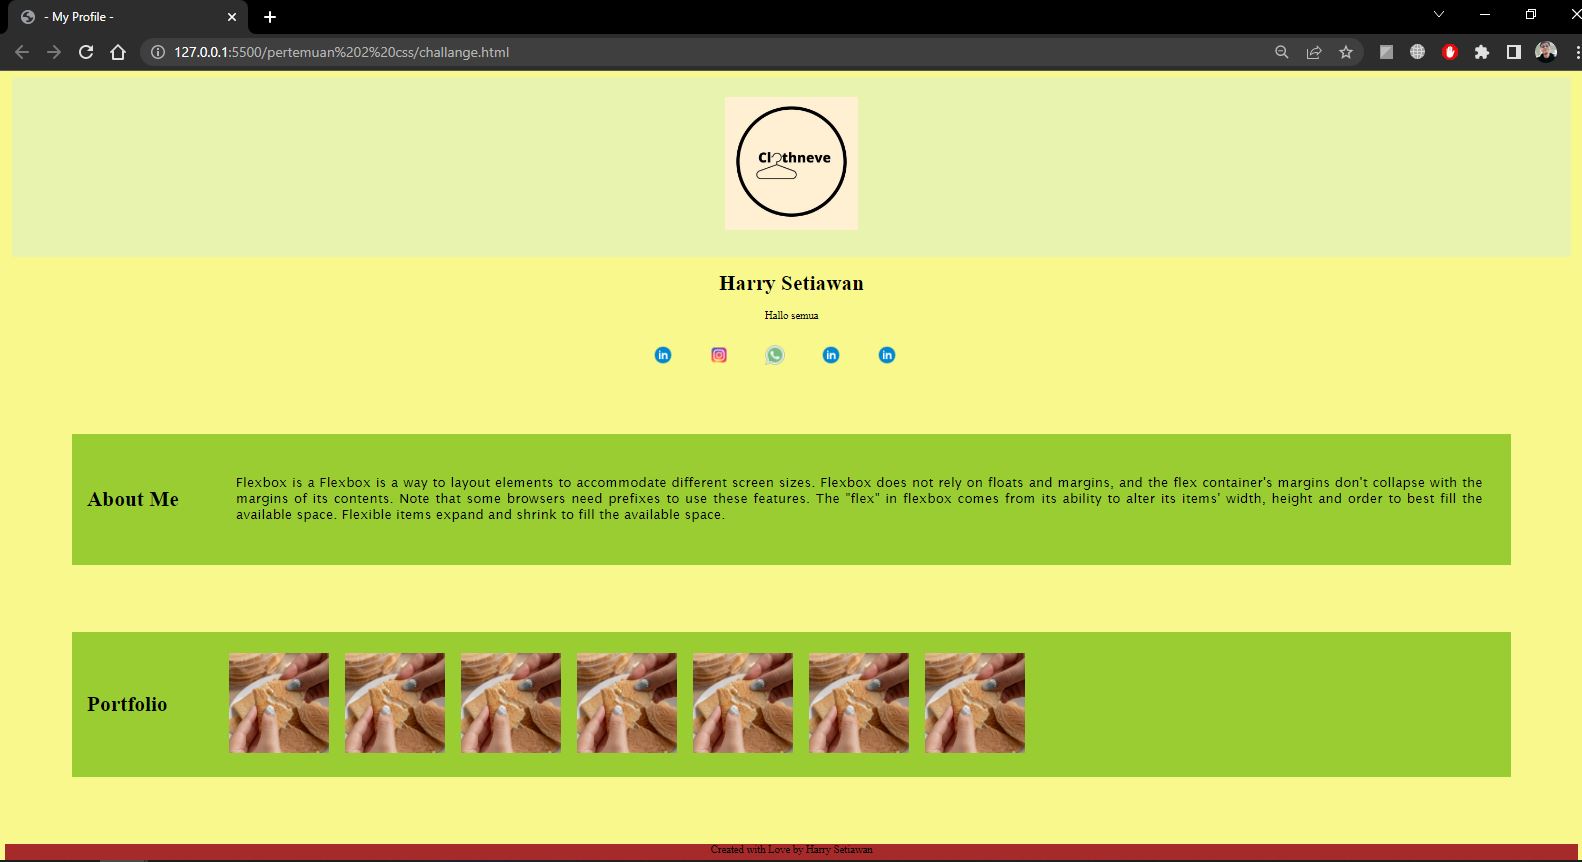 - My Profile -
127.0.0.1:5500/pertemuan%202%20css/challange.html
Clothneve
Harry Setiawan
Hallo semua
in
in
in
About Me
Flexbox is a Flexbox is a way to layout elements to accommodate different screen sizes. Flexbox does not rely on floats and margins, and the flex container's margins don't collapse with the
margins of its contents. Note that some browsers need prefixes to use these features. The "flex" in flexbox comes from its ability to alter its items' width, height and order to best fill the
available space. Flexible items expand and shrink to fill the available space.
Portfolio
Created with Love by Harry Setiawan